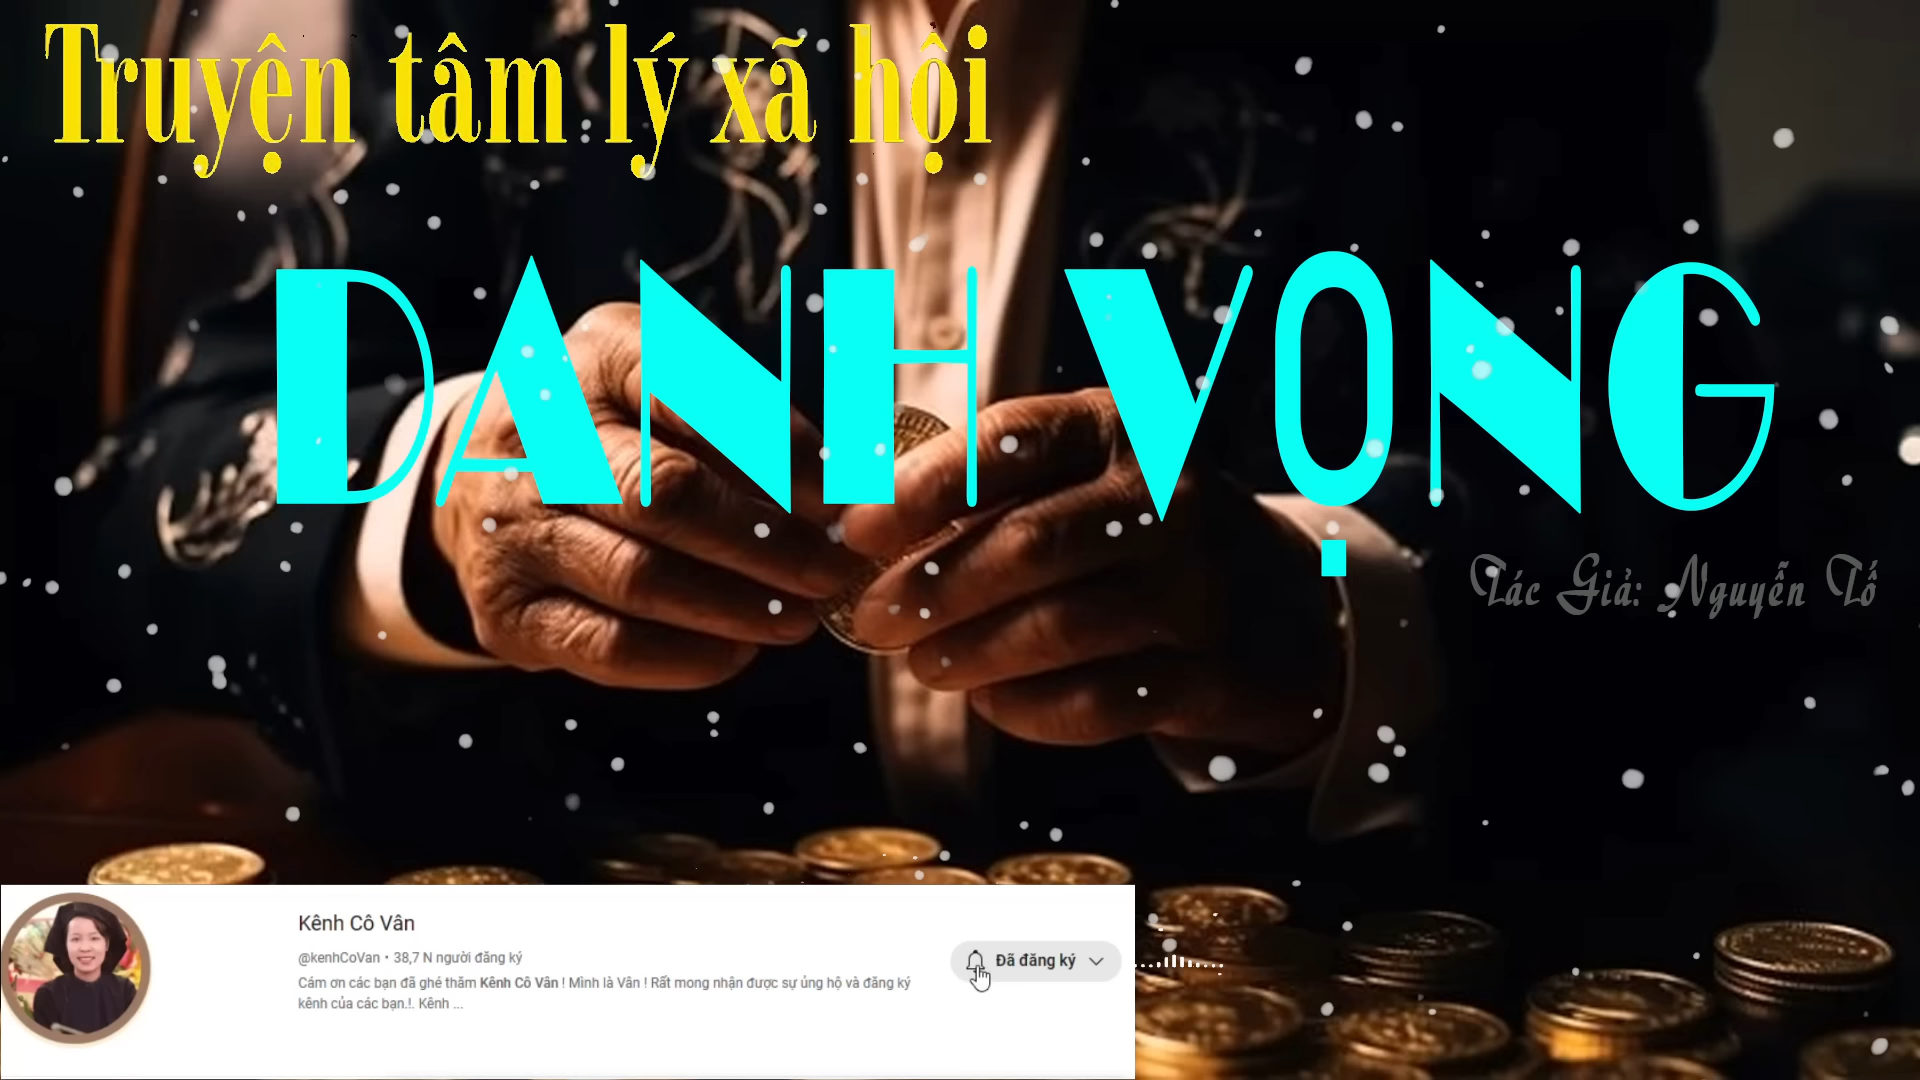 Truyện tâm lý xã hội
DANH VỌNG
Tác Giả: Nguyễn Tố
Kênh Cô Vân
@kenhCoVan • 38,7 N người đăng ký
Cám ơn các bạn đã ghé thăm Kênh Cô Vân ! Mình là Vân ! Rất mong nhận được sự ủng hộ và đăng ký
kênh của các bạn.!. Kênh ...
Đã đăng ký